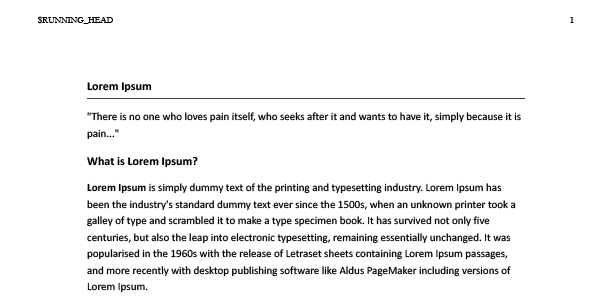 $RUNNING_HEAD 1
Lorem Ipsum
"There is no one who loves pain itself, who seeks after it and wants to have it, simply because it is
pain..."
What is Lorem Ipsum?
Lorem Ipsum is simply dummy text of the printing and typesetting industry. Lorem Ipsum has
been the industry's standard dummy text ever since the 1500s, when an unknown printer took a
galley of type and scrambled it to make a type specimen book. It has survived not only five
centuries, but also the leap into electronic typesetting, remaining essentially unchanged. It was
popularised in the 1960s with the release of Letraset sheets containing Lorem Ipsum passages,
and more recently with desktop publishing software like Aldus PageMaker including versions of
Lorem Ipsum.